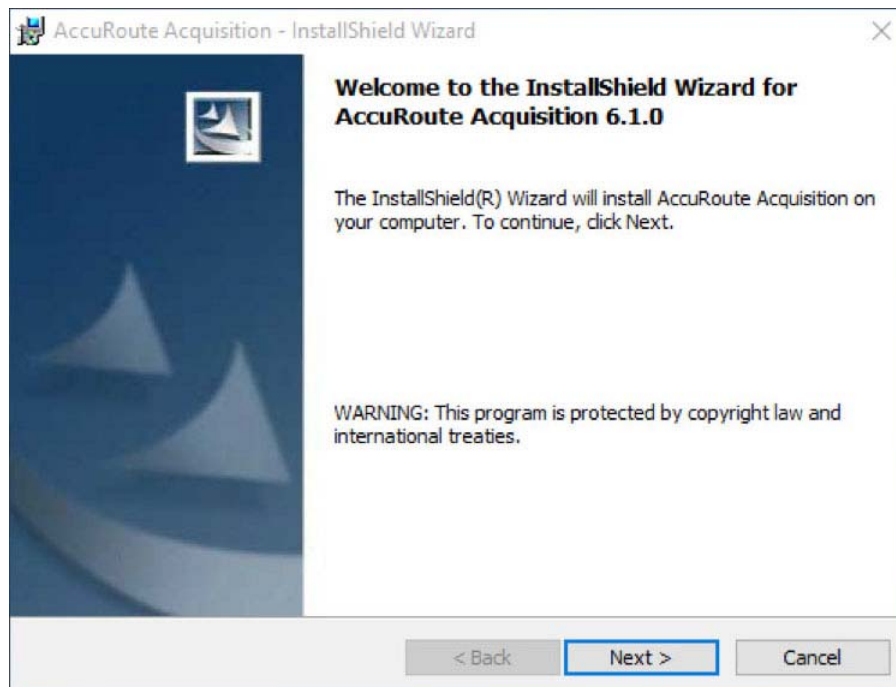 AccuRoute Acquisition - InstallShield Wizard
Welcome to the InstallShield Wizard for
AccuRoute Acquisition 6.1.0
The InstallShield(R) Wizard will install AccuRoute Acquisition on
your computer. To continue, click Next.
WARNING: This program is protected by copyright law and
international treaties.
< Back Next > Cancel